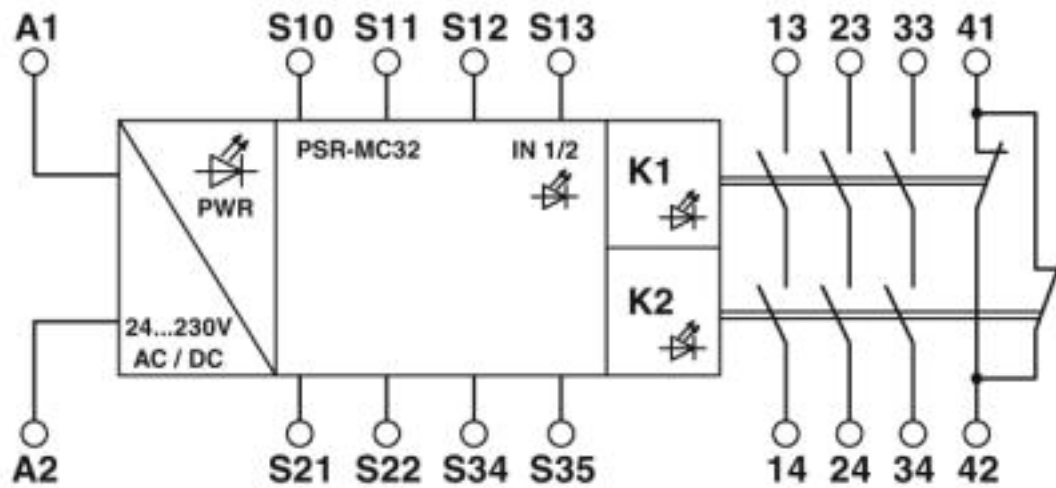 A1 S10 S11 S12 S13 13 23 33 41
PSR-MC32 IN 1/2
K1
PWR
K2
24...230V
AC / DC
A2 S21 S22 S34 S35 14 24 34 42